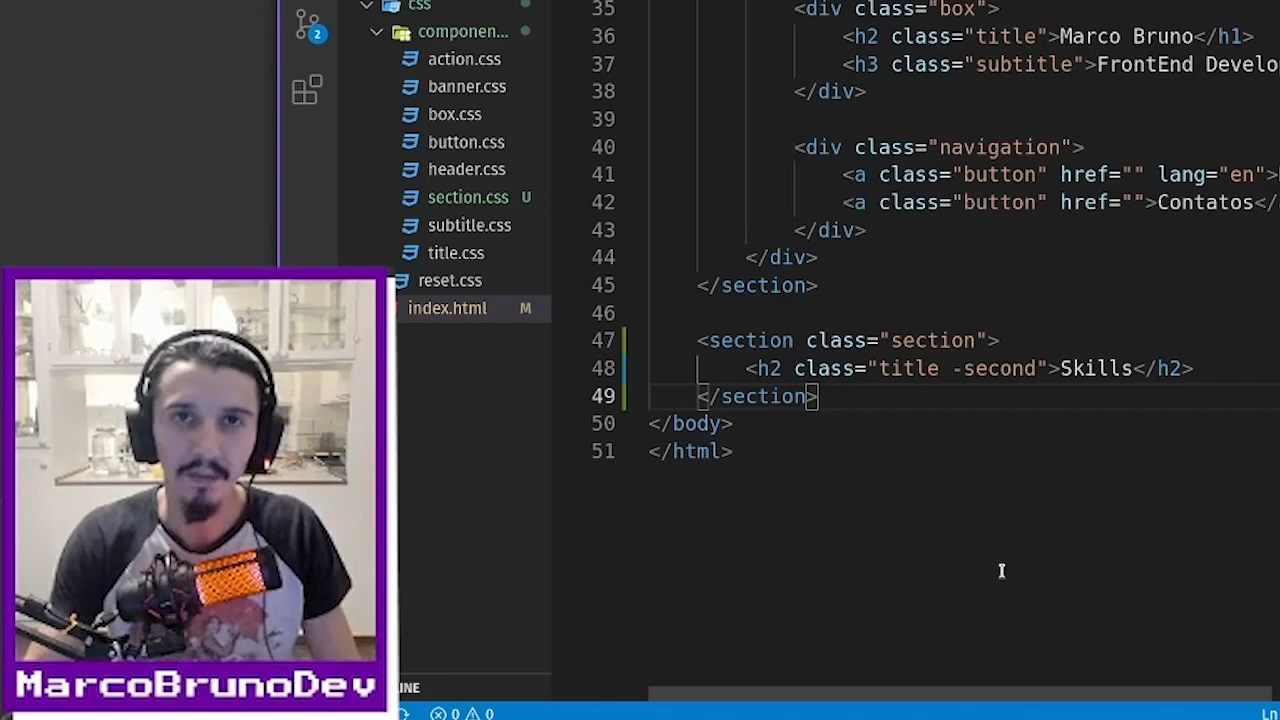 css
componen...
action.css
banner.css
box.css
button.css
header.css
section.css U
subtitle.css
title.css
reset.css
index.html M
2
35 <div class="box">
36 <h2 class="title">Marco Bruno</h1>
37 <h3 class="subtitle">FrontEnd Develo
38 </div>
39
40 <div class="navigation">
41 <a class="button" href="" lang="en">
42 <a class="button" href="">Contatos</
43 </div>
44 </div>
45 </section>
46
47 <section class="section">
48 <h2 class="title -second">Skills</h2>
49 </section>
50 </body>
51 </html>
MarcoBrunoDev
INE
0 0
Ln